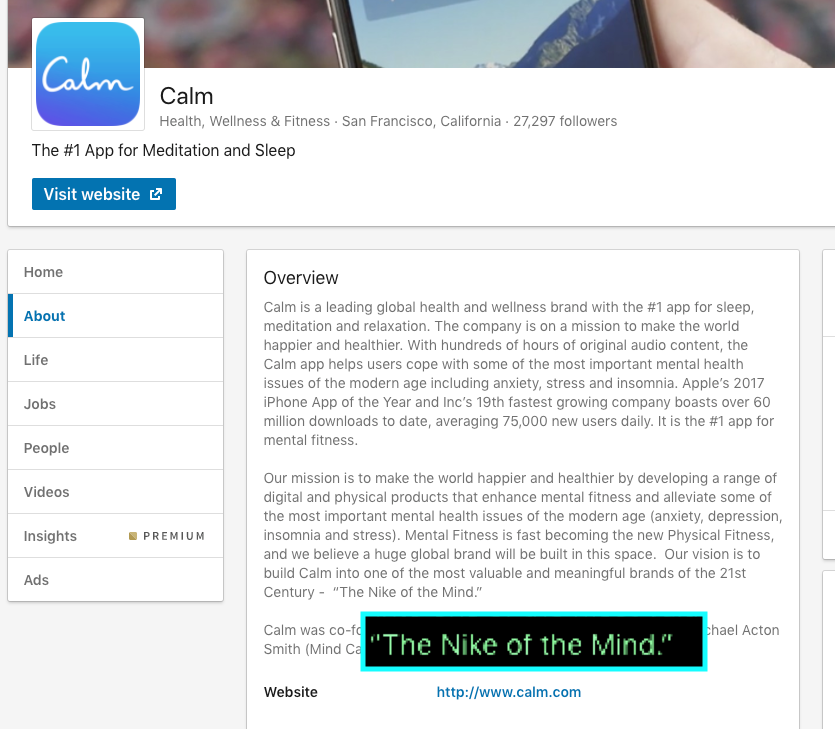 Calm
Calm
Health, Wellness & Fitness · San Francisco, California · 27,297 followers
The #1 App for Meditation and Sleep
Visit website
Home
About
Life
Jobs
People
Videos
Insights PREMIUM
Ads
Overview
Calm is a leading global health and wellness brand with the #1 app for sleep,
meditation and relaxation. The company is on a mission to make the world
happier and healthier. With hundreds of hours of original audio content, the
Calm app helps users cope with some of the most important mental health
issues of the modern age including anxiety, stress and insomnia. Apple’s 2017
iPhone App of the Year and Inc’s 19th fastest growing company boasts over 60
million downloads to date, averaging 75,000 new users daily. It is the #1 app for
mental fitness.
Our mission is to make the world happier and healthier by developing a range of
digital and physical products that enhance mental fitness and alleviate some of
the most important mental health issues of the modern age (anxiety, depression,
insomnia and stress). Mental Fitness is fast becoming the new Physical Fitness,
and we believe a huge global brand will be built in this space.  Our vision is to
build Calm into one of the most valuable and meaningful brands of the 21st
Century -  “The Nike of the Mind.”
Calm was Acton
Smith (Mind
“The Nike of the Mind.”
Website http://www.calm.com